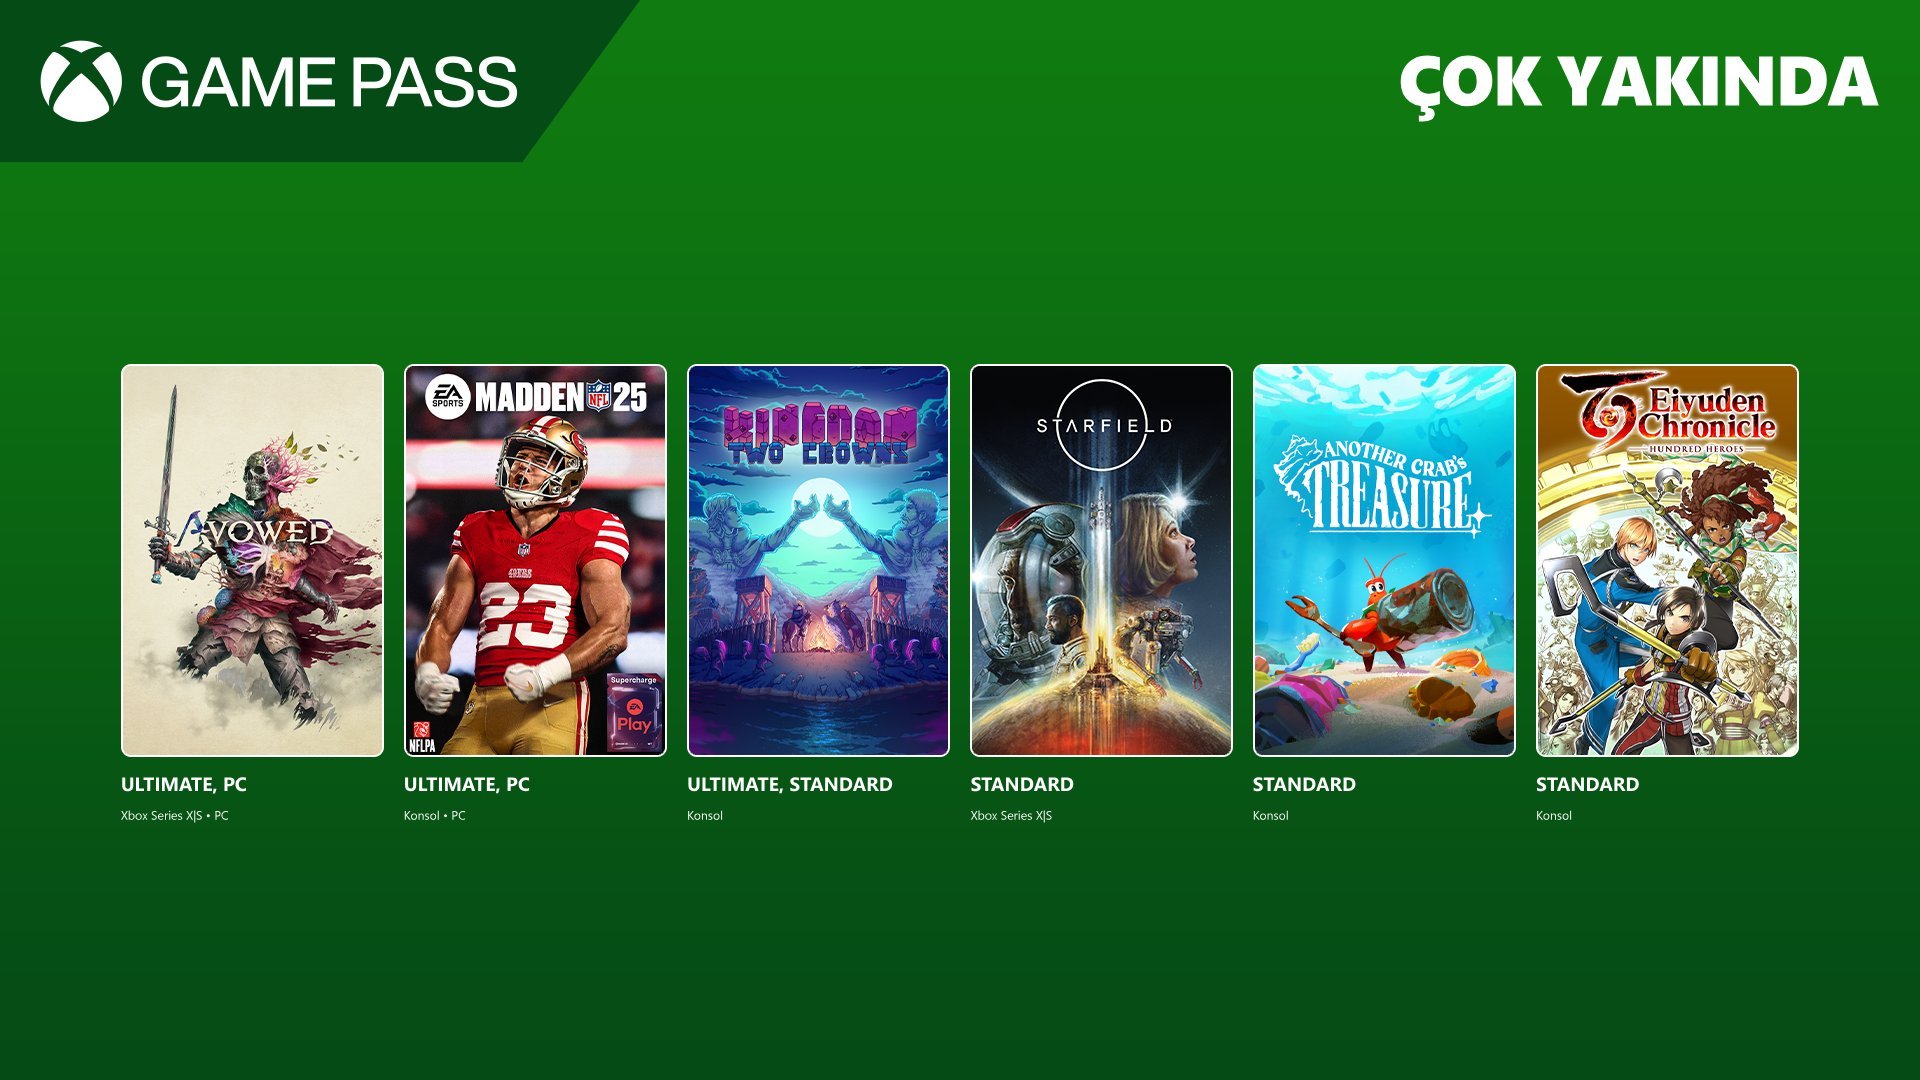 GAME PASS
ÇOK YAKINDA
AVOWED
EA
SPORTS
MADDEN NFL 25
49ERS
23
Supercharge
EA
Play
NFLPA
KINGDOM
TWO CROWNS
STARFIELD
ANOTHER CRAB'S
TREASURE
Eiyuden
Chronicle
HUNDRED HEROES
ULTIMATE, PC
Xbox Series X|S • PC
ULTIMATE, PC
Konsol • PC
ULTIMATE, STANDARD
Konsol
STANDARD
Xbox Series X|S
STANDARD
Konsol
STANDARD
Konsol